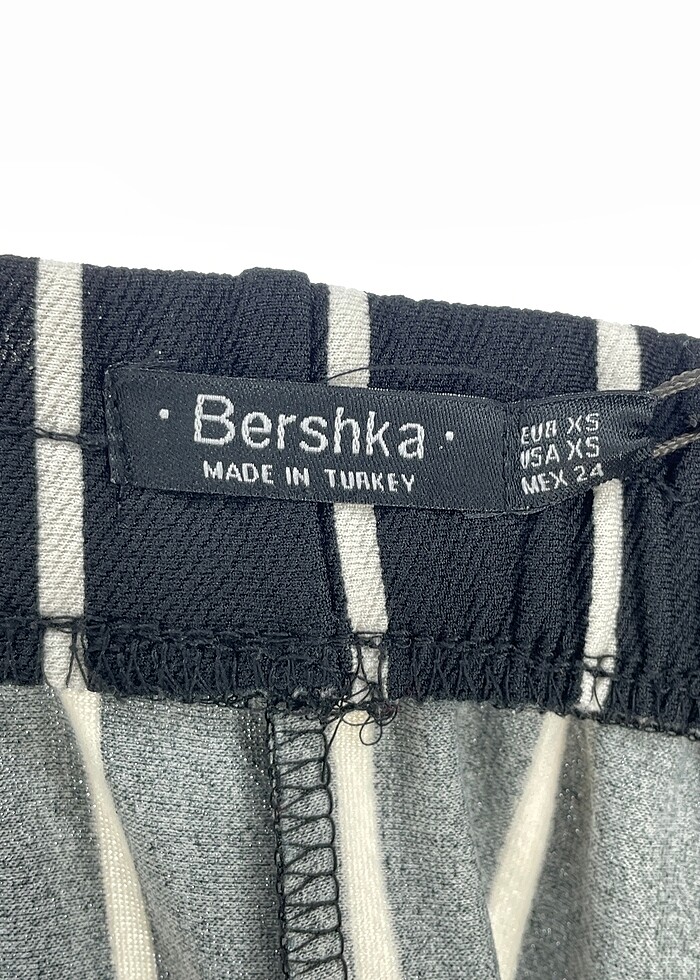 · Bershka ·
MADE IN TURKEY
EUR XS
USA XS
MEX 24